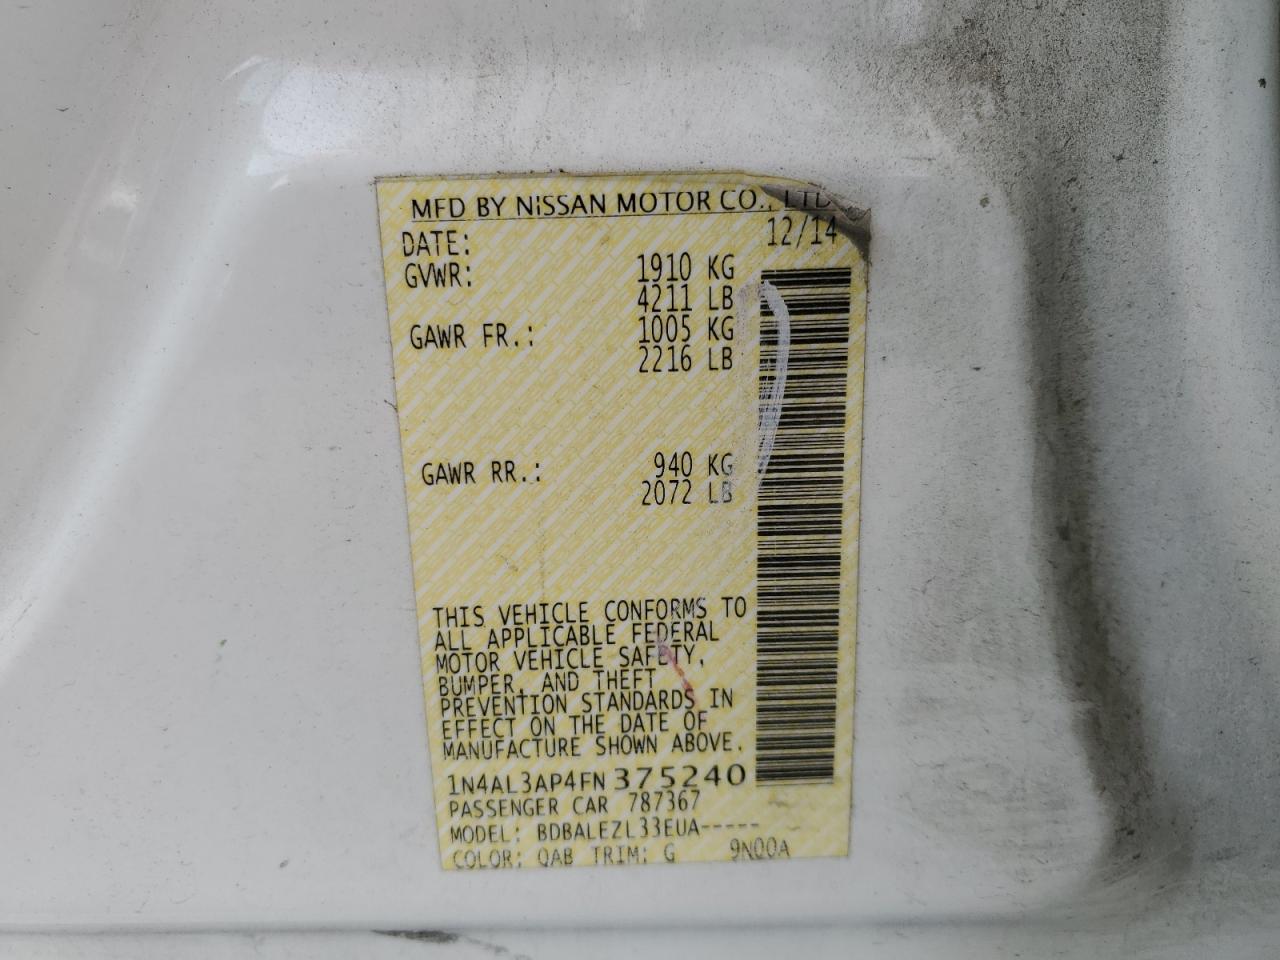 MFD BY NISSAN MOTOR CO., LTD
DATE: 12/14
GVWR: 1910 KG
4211 LB
GAWR FR.: 1005 KG
2216 LB
GAWR RR.: 940 KG
2072 LB
THIS VEHICLE CONFORMS TO
ALL APPLICABLE FEDERAL
MOTOR VEHICLE SAFETY,
BUMPER, AND THEFT
PREVENTION STANDARDS IN
EFFECT ON THE DATE OF
MANUFACTURE SHOWN ABOVE.
1N4AL3AP4FN375240
PASSENGER CAR 787367
MODEL: BDBALEZL33EUA-----
COLOR: QAB TRIM: G 9N00A